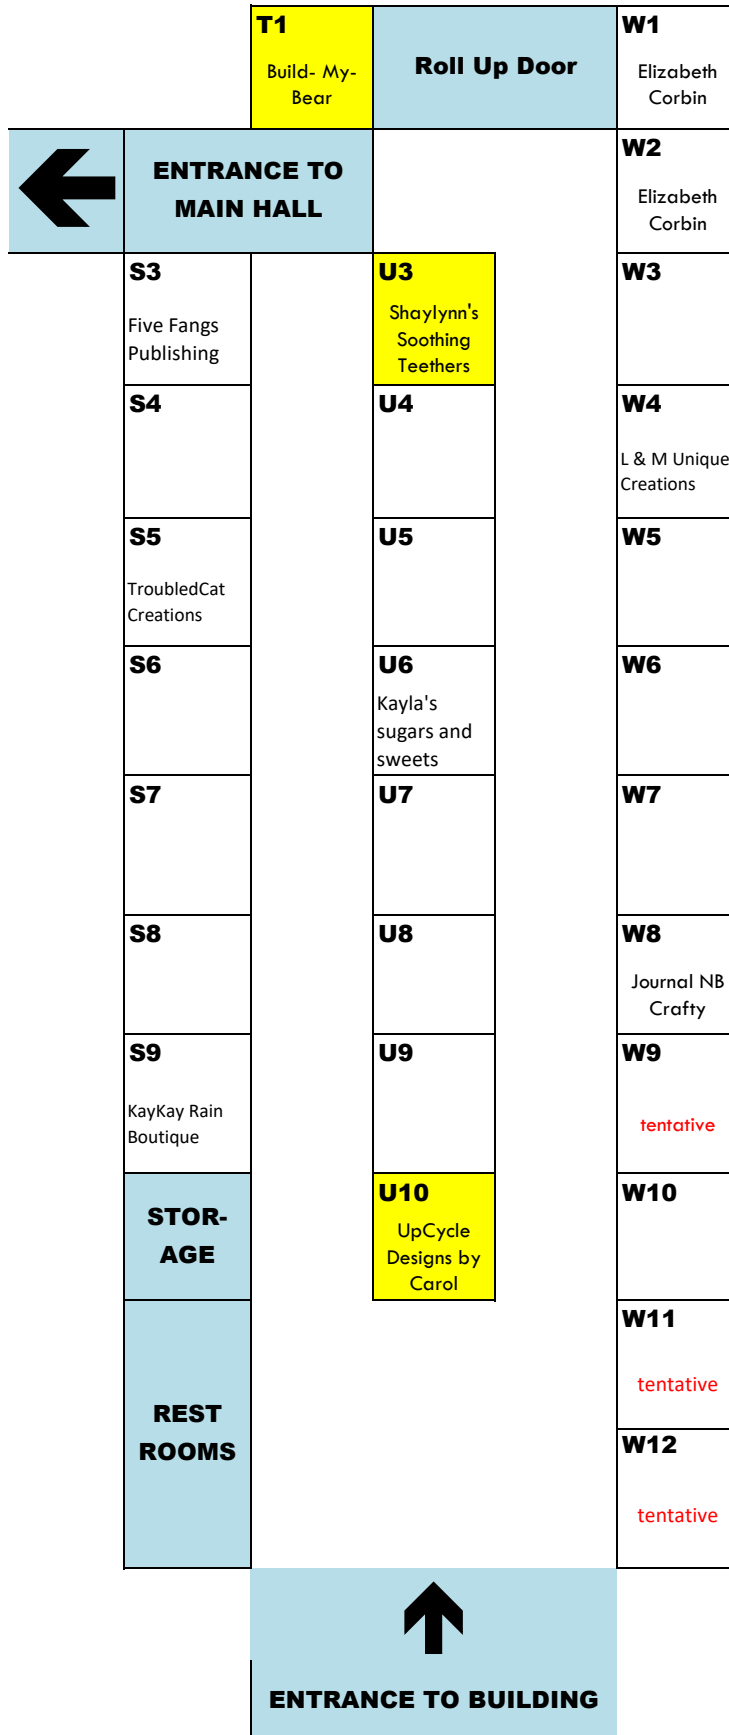 T1
Build- My-
Bear
Roll Up Door
W1
Elizabeth
Corbin
ENTRANCE TO
MAIN HALL
W2
Elizabeth
Corbin
S3
Five Fangs
Publishing
U3
Shaylynn's
Soothing
Teethers
W3
S4
U4
W4
L & M Unique
Creations
S5
TroubledCat
Creations
U5
W5
S6
U6
Kayla's
sugars and
sweets
W6
S7
U7
W7
S8
U8
W8
Journal NB
Crafty
S9
KayKay Rain
Boutique
U9
W9
tentative
STOR-
AGE
U10
UpCycle
Designs by
Carol
W10
REST
ROOMS
W11
tentative
W12
tentative
ENTRANCE TO BUILDING